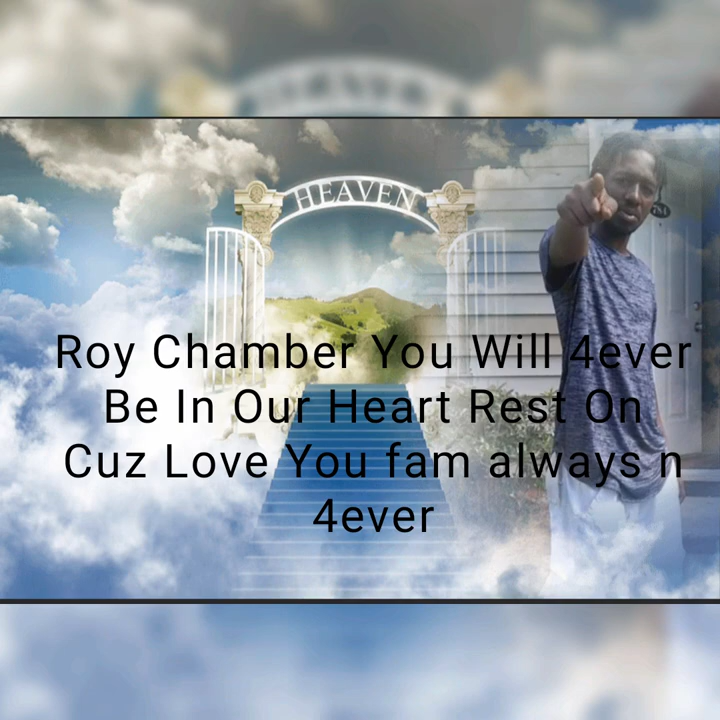 HEAVEN
Roy Chamber You Will 4ever
Be In Our Heart Rest On
Cuz Love You fam always n
4ever